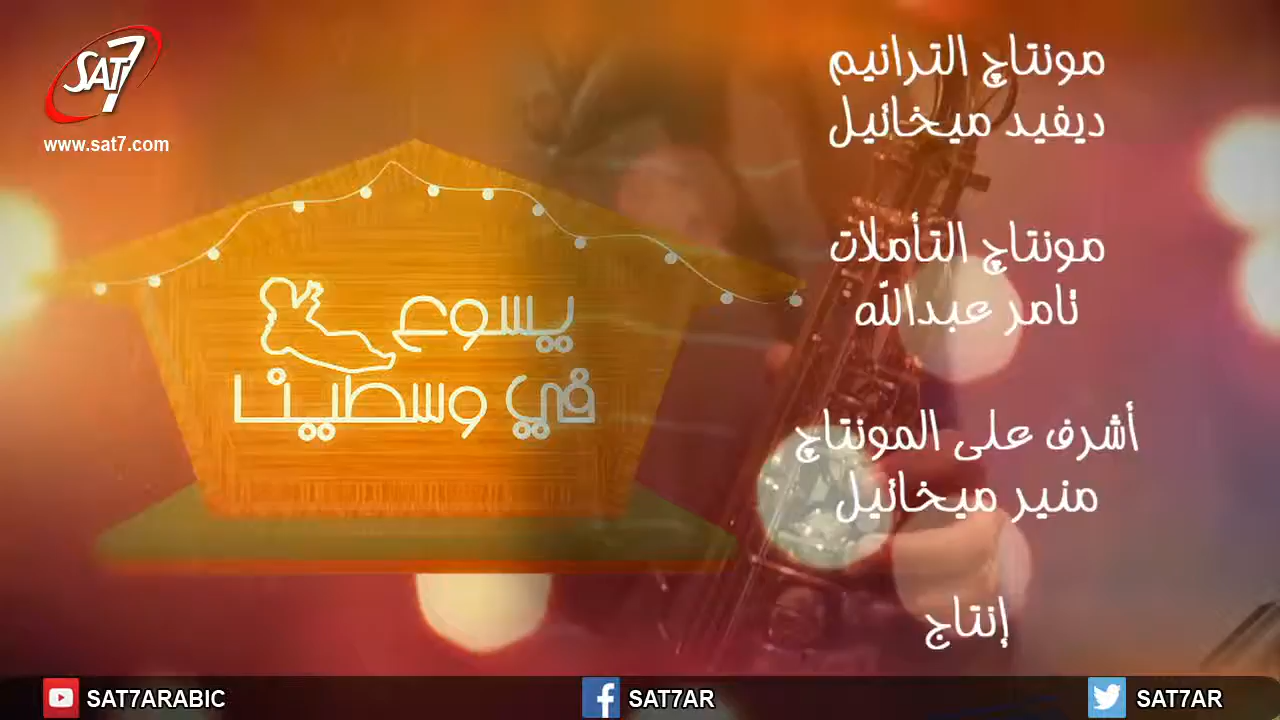 SAT7
www.sat7.com
يسوع
في وسطينا
مونتاج الترانيم
ديفيد ميخائيل
مونتاج التأملات
تامر عبدالله
أشرف على المونتاج
منير ميخائيل
إنتاج
SAT7ARABIC
SAT7AR
SAT7AR